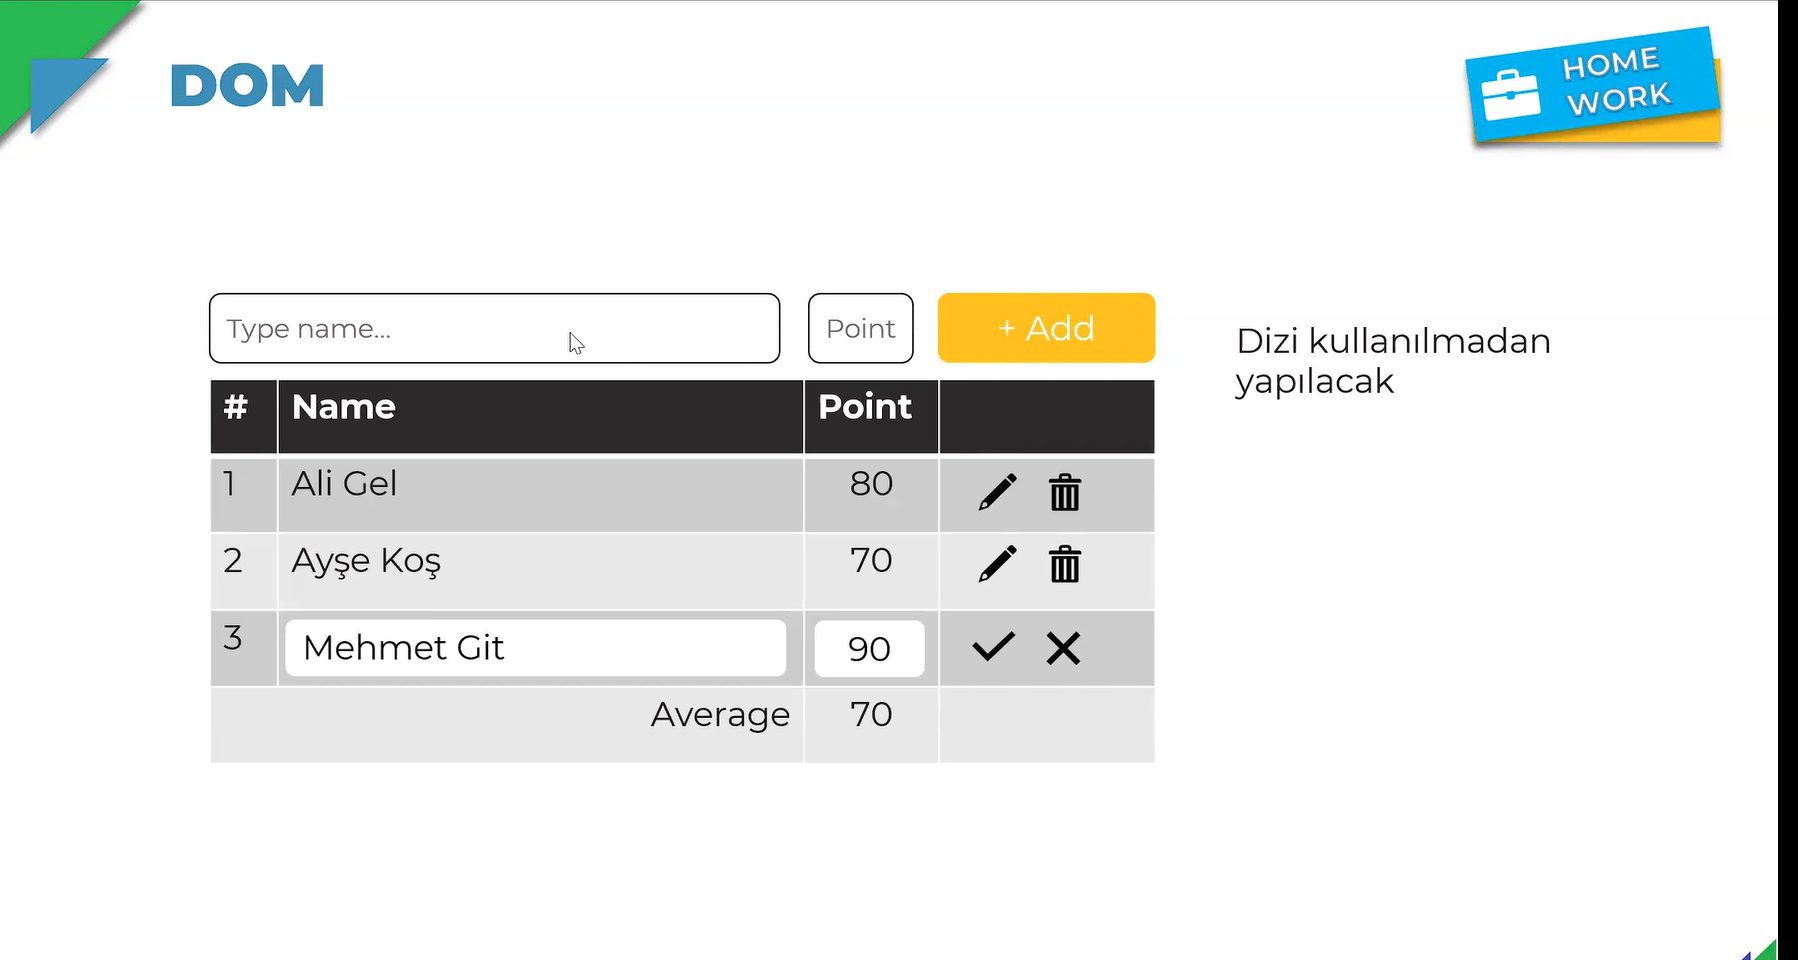 DOM
HOME
WORK
Type name...
Point
+ Add
Dizi kullanılmadan
yapılacak
# Name Point
1 Ali Gel 80
2 Ayşe Koş 70
3 Mehmet Git 90
Average 70